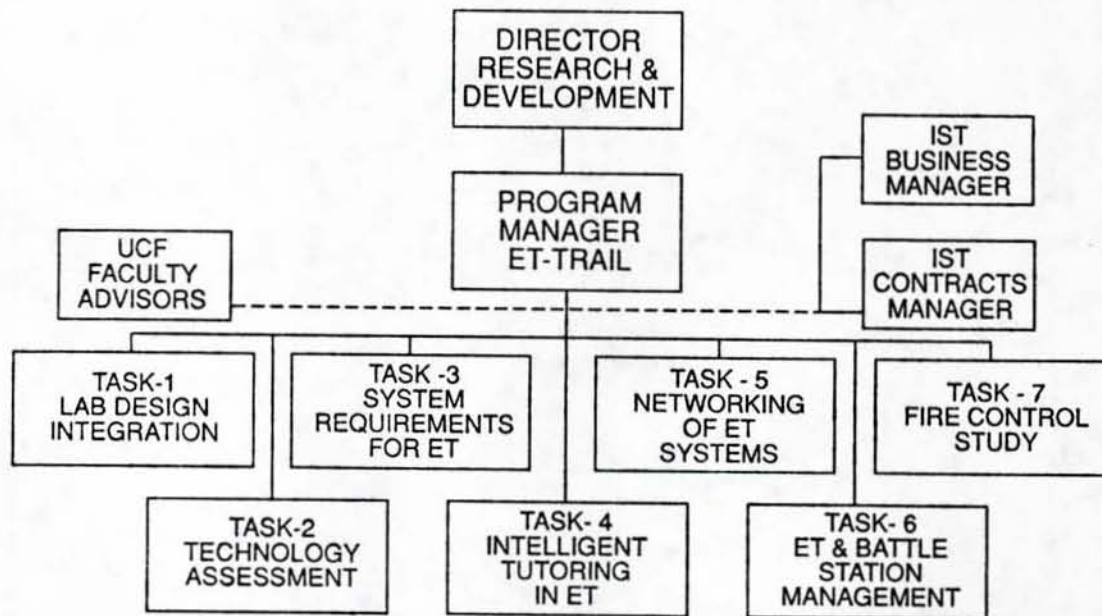 DIRECTOR
RESEARCH &
DEVELOPMENT
IST
BUSINESS
MANAGER
PROGRAM
MANAGER
ET-TRAIL
UCF
FACULTY
ADVISORS
IST
CONTRACTS
MANAGER
TASK-1
LAB DESIGN
INTEGRATION
TASK -3
SYSTEM
REQUIREMENTS
FOR ET
TASK - 5
NETWORKING
OF ET
SYSTEMS
TASK - 7
FIRE CONTROL
STUDY
TASK-2
TECHNOLOGY
ASSESSMENT
TASK- 4
INTELLIGENT
TUTORING
IN ET
TASK- 6
ET & BATTLE
STATION
MANAGEMENT